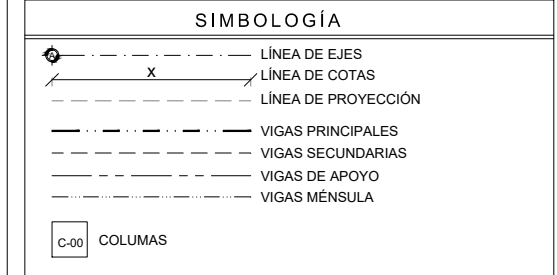 SIMBOLOGÍA
A LÍNEA DE EJES
X LÍNEA DE COTAS
LÍNEA DE PROYECCIÓN
VIGAS PRINCIPALES
VIGAS SECUNDARIAS
VIGAS DE APOYO
VIGAS MÉNSULA
C-00 COLUMAS